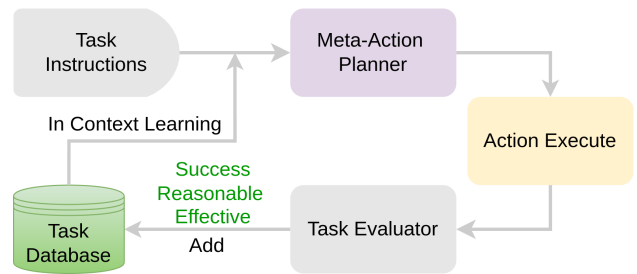 Task
Instructions
Meta-Action
Planner
In Context Learning
Action Execute
Success
Reasonable
Effective
Add
Task Evaluator
Task
Database